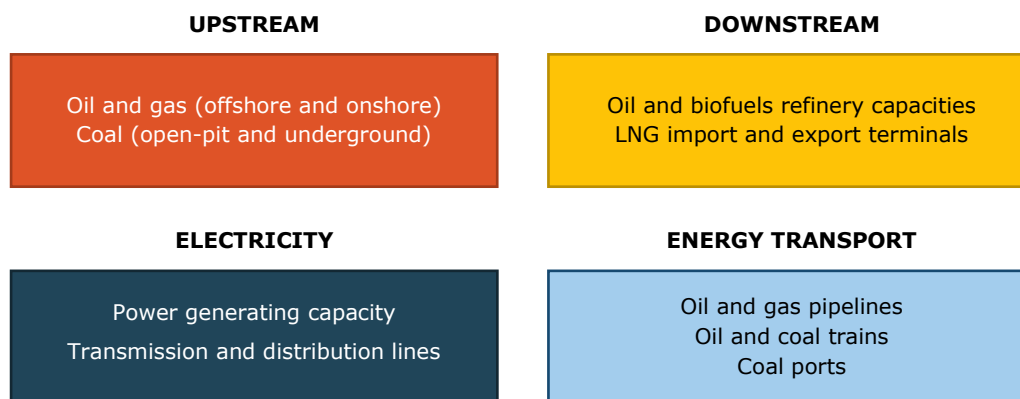 UPSTREAM
Oil and gas (offshore and onshore)
Coal (open-pit and underground)
DOWNSTREAM
Oil and biofuels refinery capacities
LNG import and export terminals
ELECTRICITY
Power generating capacity
Transmission and distribution lines
ENERGY TRANSPORT
Oil and gas pipelines
Oil and coal trains
Coal ports